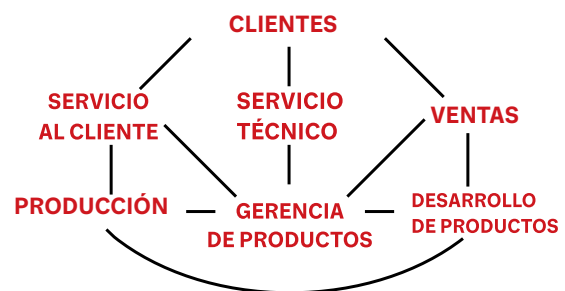 CLIENTES
SERVICIO
AL CLIENTE
SERVICIO
TÉCNICO
VENTAS
PRODUCCIÓN
GERENCIA
DE PRODUCTOS
DESARROLLO
DE PRODUCTOS